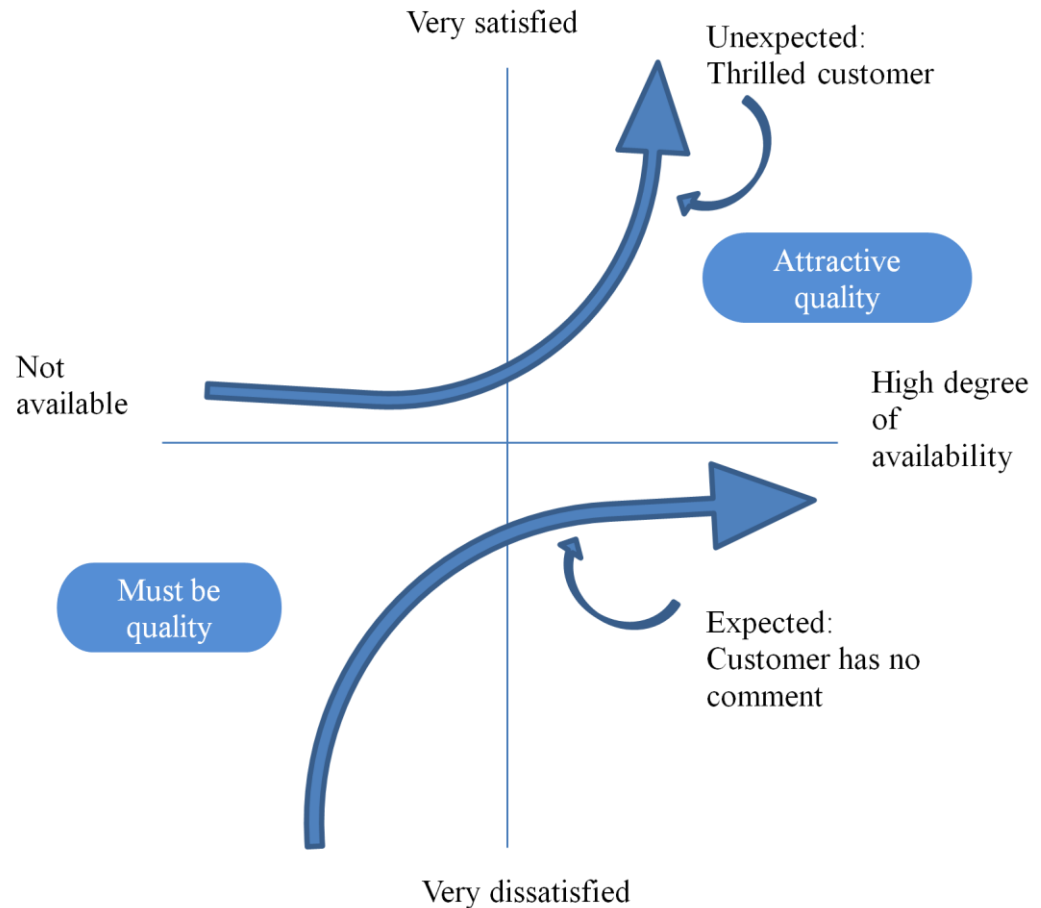 Very satisfied
Unexpected:
Thrilled customer
Attractive
quality
Not
available
High degree
of
availability
Must be
quality
Expected:
Customer has no
comment
Very dissatisfied